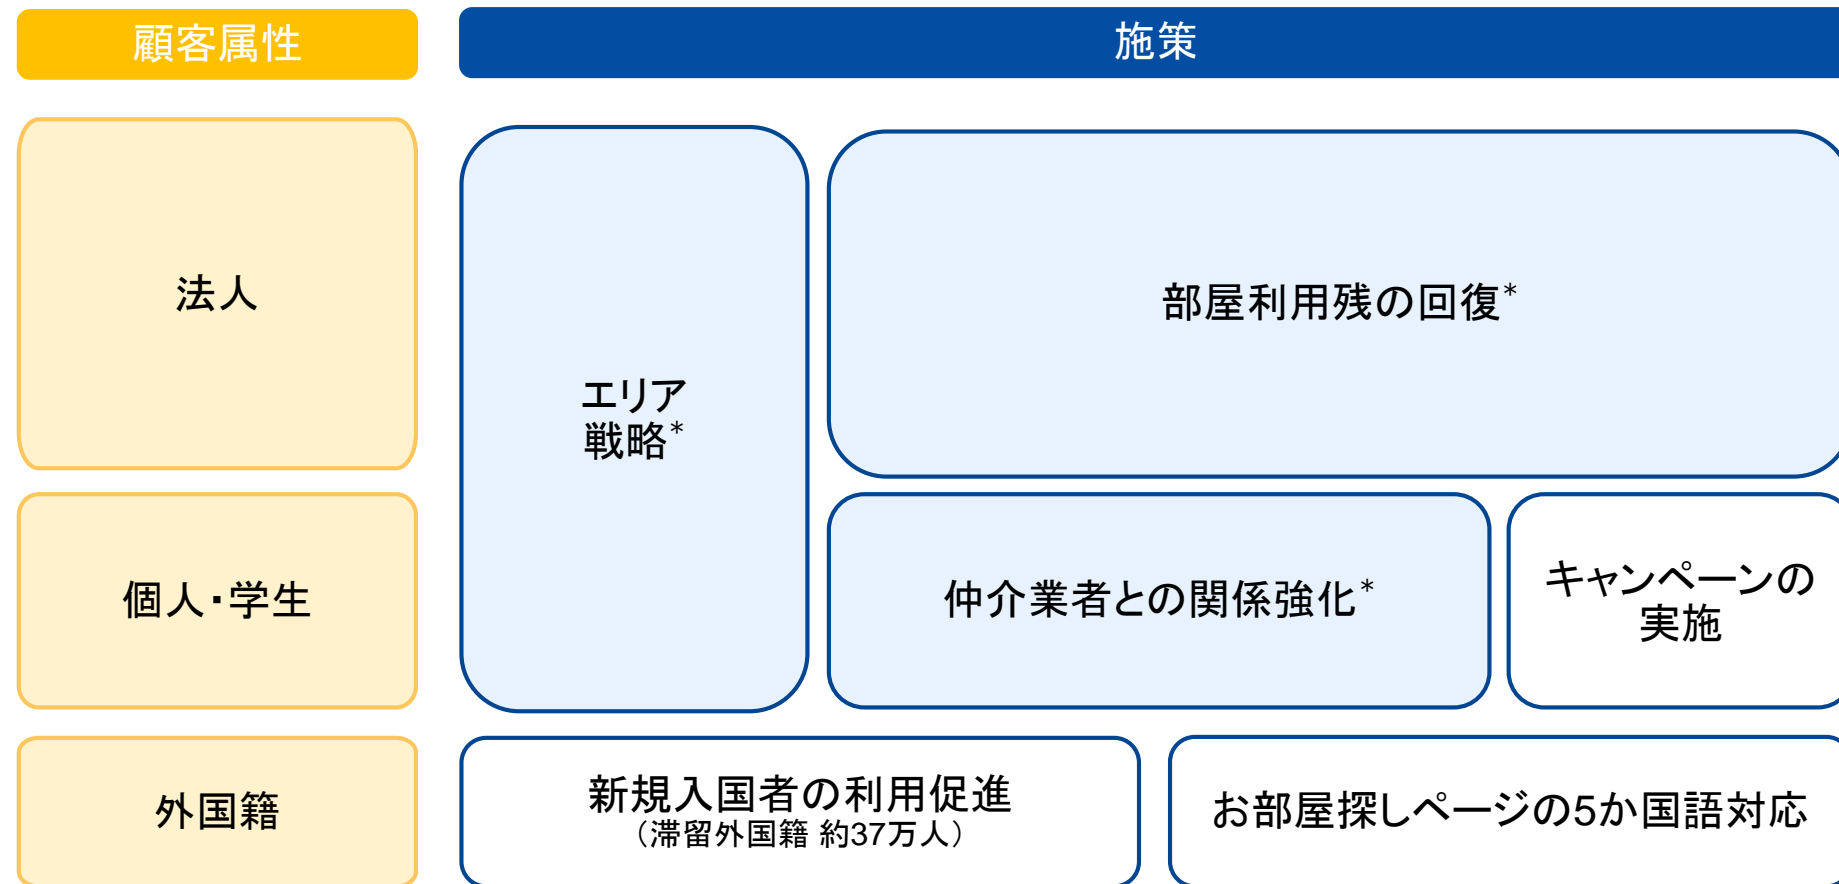 顧客属性
施策
法人
エリア
戦略*
部屋利用残の回復*
個人・学生
仲介業者との関係強化*
キャンペーンの
実施
外国籍
新規入国者の利用促進
（滞留外国籍 約37万人）
お部屋探しページの5か国語対応